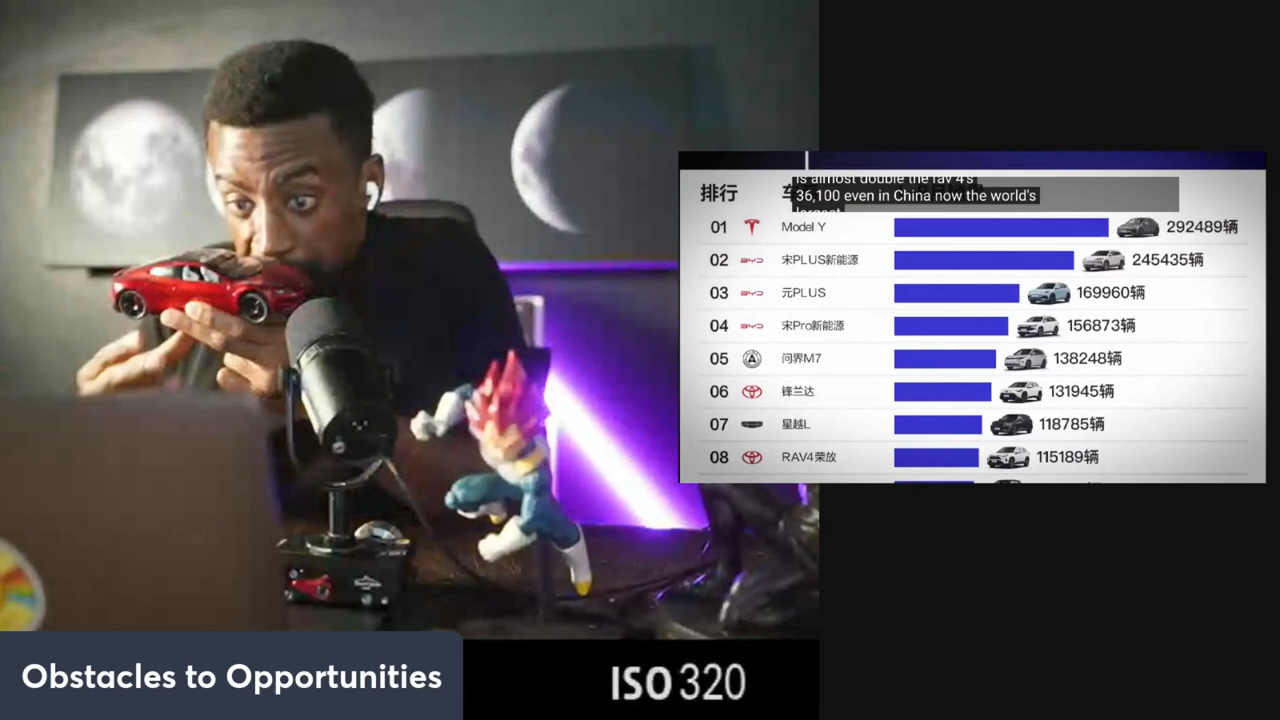 is almost double the rav 4's
36,100 even in China now the world's
largest
排行
01 Model Y 292489辆
02 BYD 宋PLUS新能源 245435辆
03 BYD 元PLUS 169960辆
04 BYD 宋Pro新能源 156873辆
05 问界M7 138248辆
06 锋兰达 131945辆
07 星越L 118785辆
08 RAV4荣放 115189辆
Obstacles to Opportunities
ISO 320